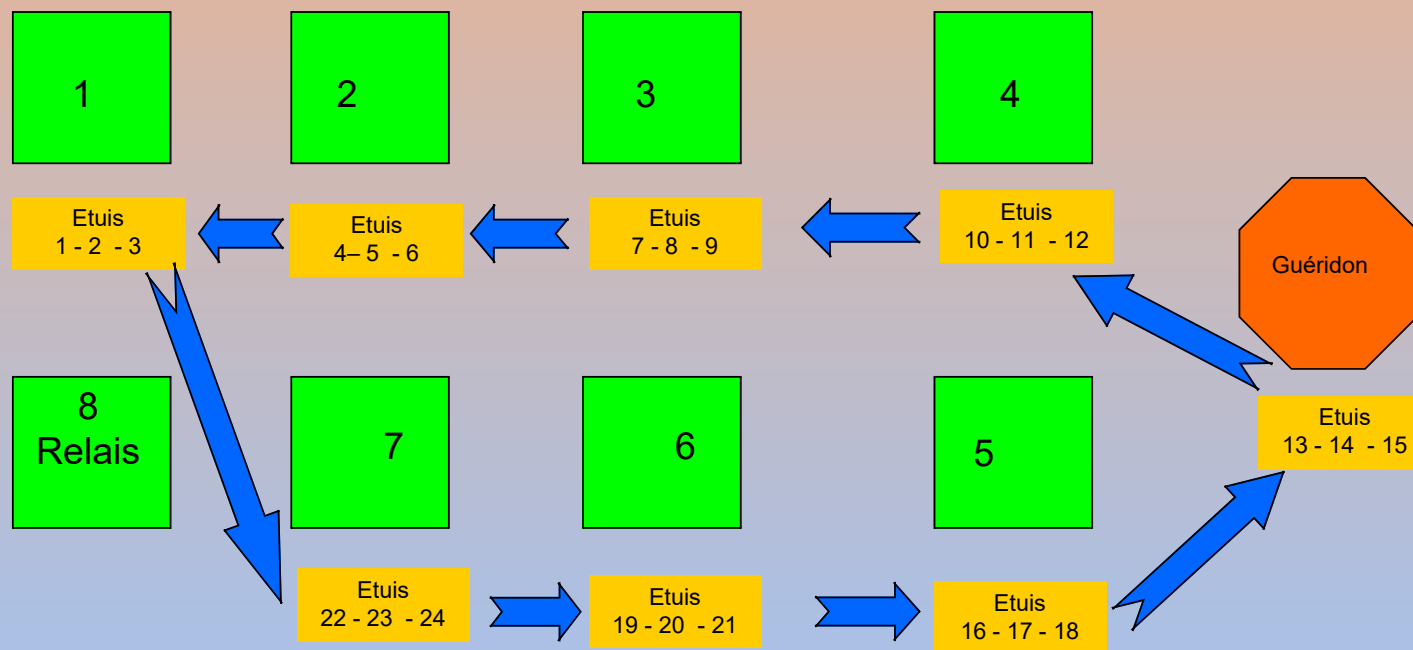 1
2
3
4
Etuis
1 - 2 - 3
Etuis
4– 5 - 6
Etuis
7 - 8 - 9
Etuis
10 - 11 - 12
Guéridon
8
Relais
7
6
5
Etuis
13 - 14 - 15
Etuis
22 - 23 - 24
Etuis
19 - 20 - 21
Etuis
16 - 17 - 18